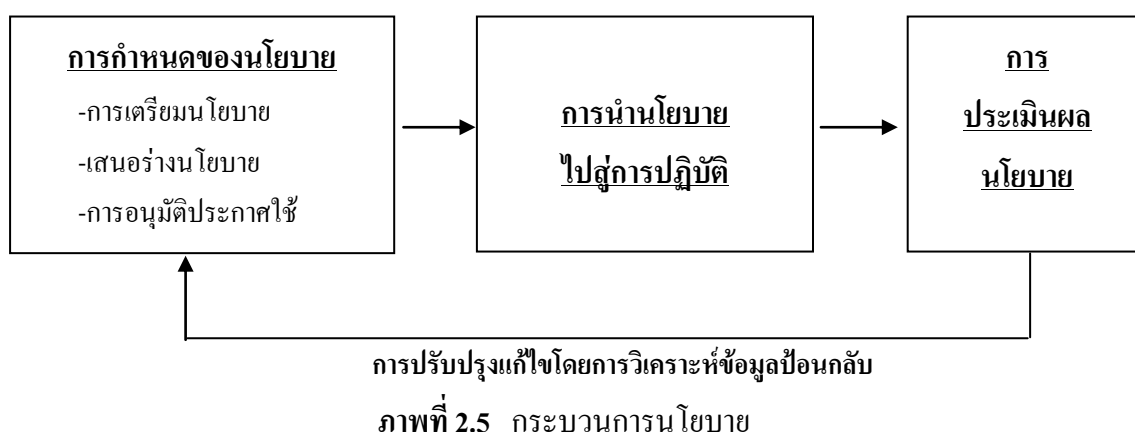 การกำหนดของนโยบาย
-การเตรียมนโยบาย
-เสนอร่างนโยบาย
-การอนุมัติประกาศใช้
การนำนโยบาย
ไปสู่การปฏิบัติ
การ
ประเมินผล
นโยบาย
การปรับปรุงแก้ไขโดยการวิเคราะห์ข้อมูลป้อนกลับ
ภาพที่ 2.5 กระบวนการนโยบาย